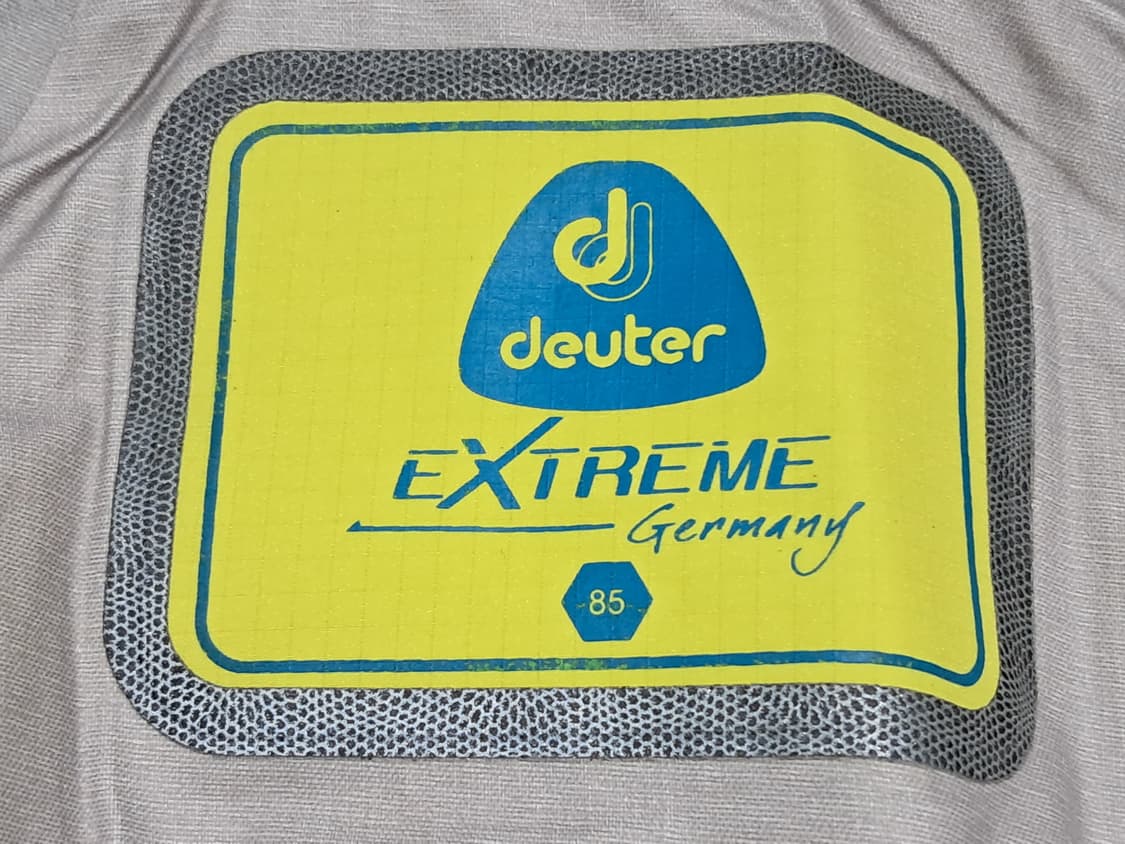 d
deuter
EXTREME
Germany
85